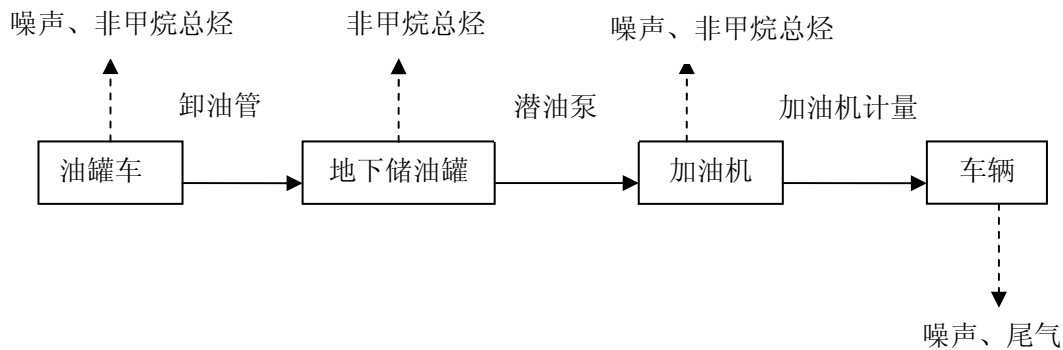 噪声、非甲烷总烃
非甲烷总烃
噪声、非甲烷总烃
卸油管
潜油泵
加油机计量
油罐车
地下储油罐
加油机
车辆
噪声、尾气